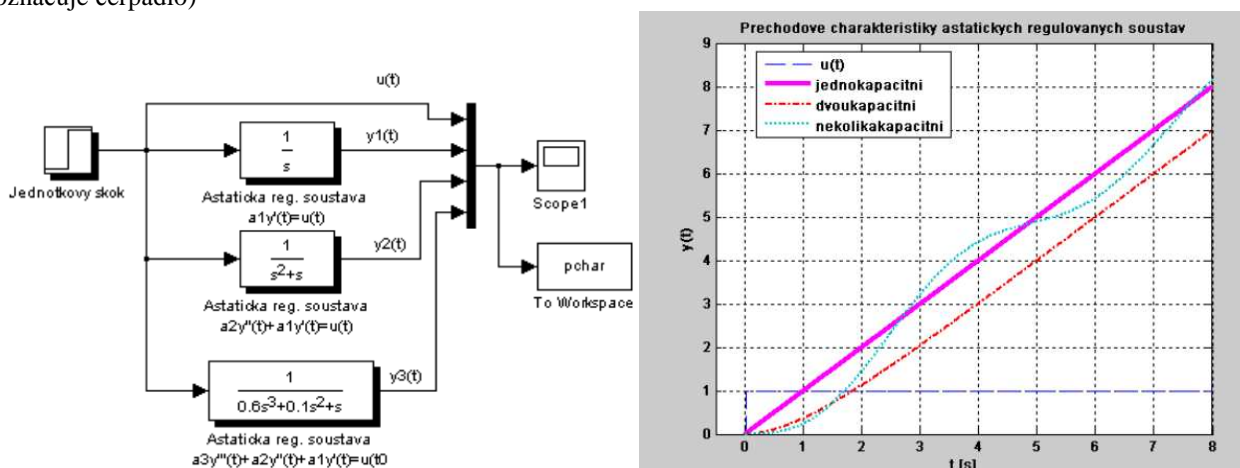 označuje čerpadlo)
u(t)
Jednotkovy skok
1
s
y1(t)
Astaticka reg. soustava
a1y'(t)=u(t)
1
s2+s
y2(t)
Astaticka reg. soustava
a2y''(t)+a1y'(t)=u(t)
1
0.6s3+0.1s2+s
y3(t)
Astaticka reg. soustava
a3y'''(t)+a2y''(t)+a1y'(t)=u(t0
Scope1
pchar
To Workspace
Prechodove charakteristiky astatickych regulovanych soustav
u(t)
jednokapacitni
dvoukapacitni
nekolikakapacitni
y(t)
9
8
7
6
5
4
3
2
1
0
0 1 2 3 4 5 6 7 8
t [s]